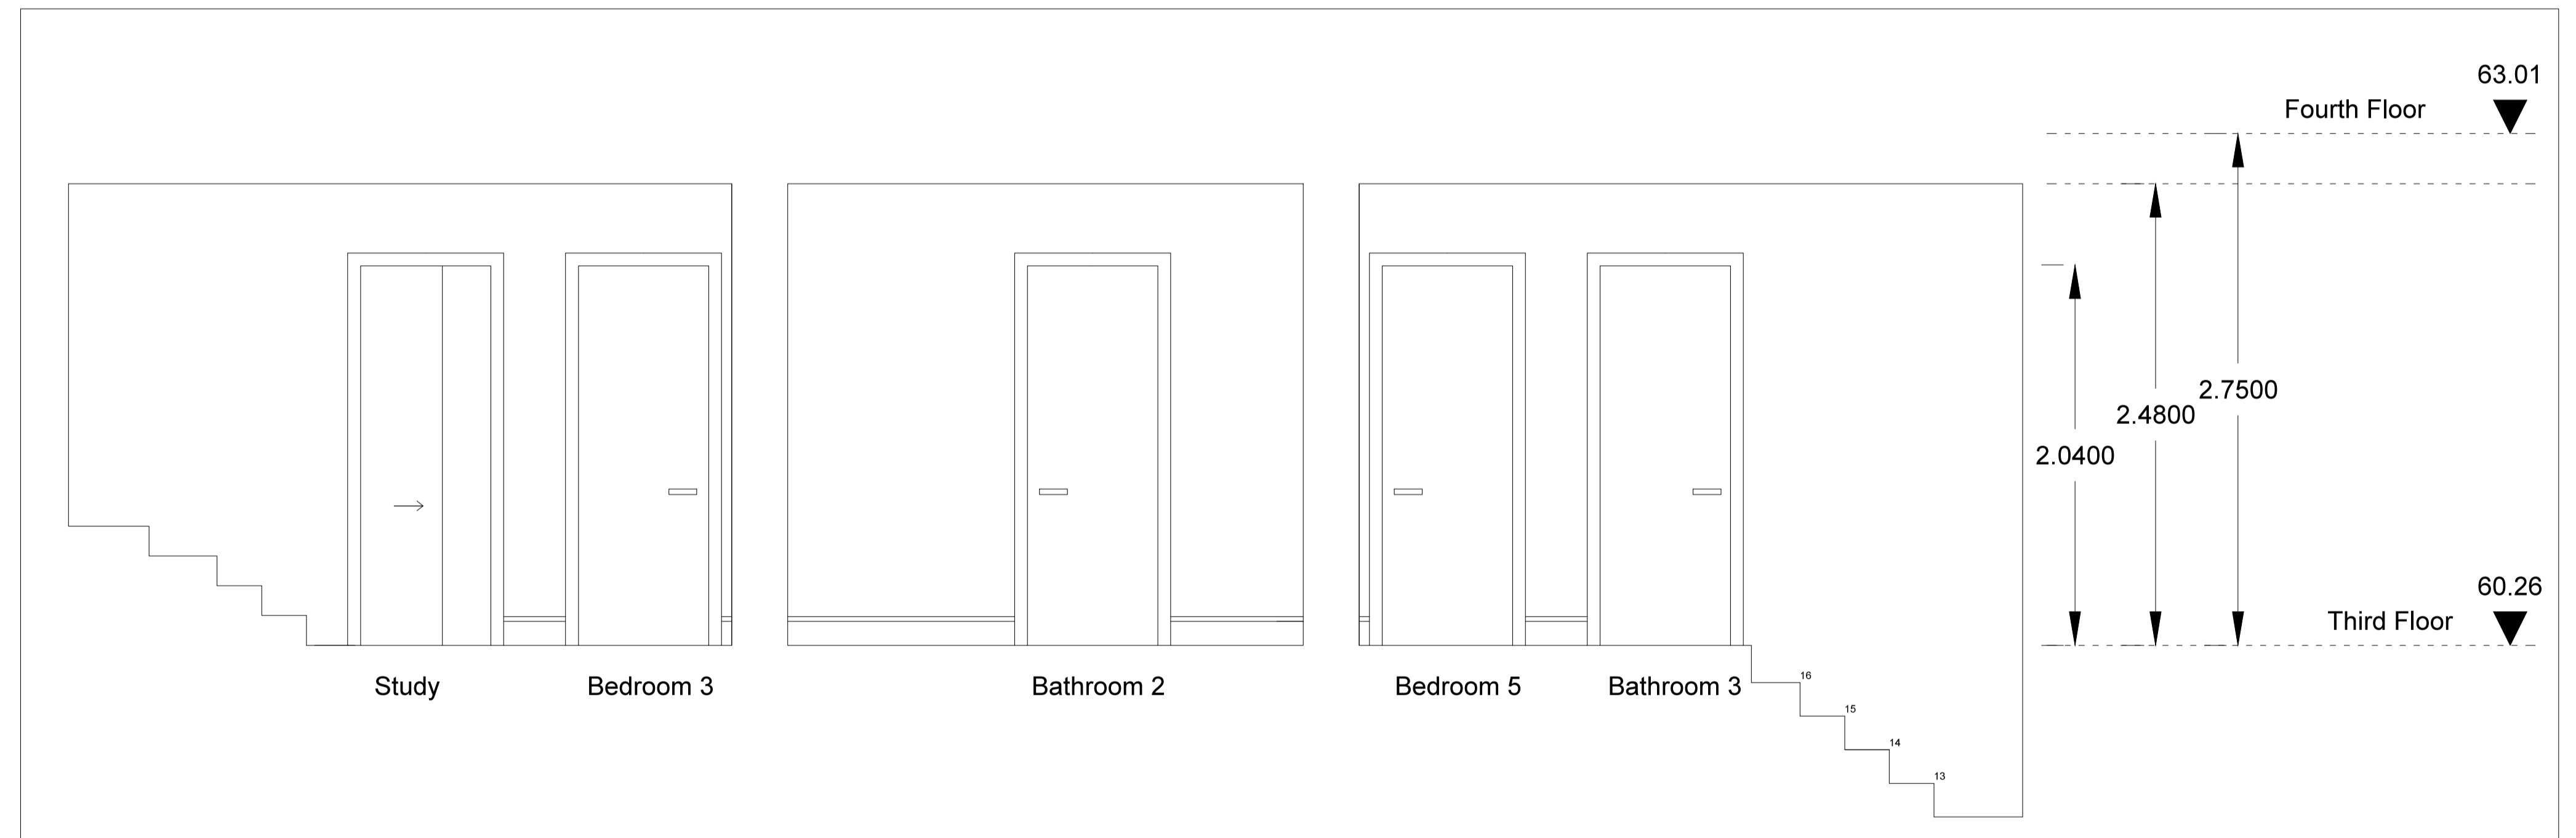 63.01
Fourth Floor
2.7500
2.4800
2.0400
60.26
Third Floor
Study
Bedroom 3
Bathroom 2
Bedroom 5
Bathroom 3
16
15
14
13